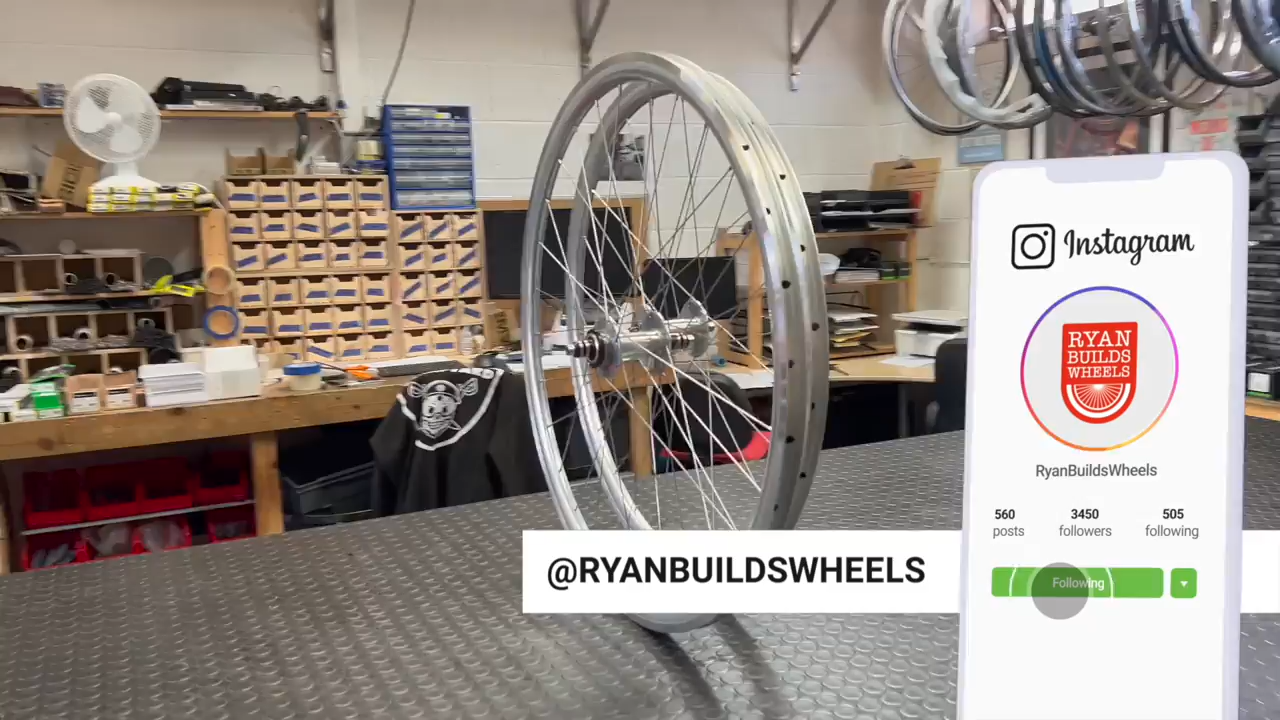 Instagram
RYAN
BUILDS
WHEELS
RyanBuildsWheels
560
3450
505
posts
followers
following
Following
@RYANBUILDSWHEELS